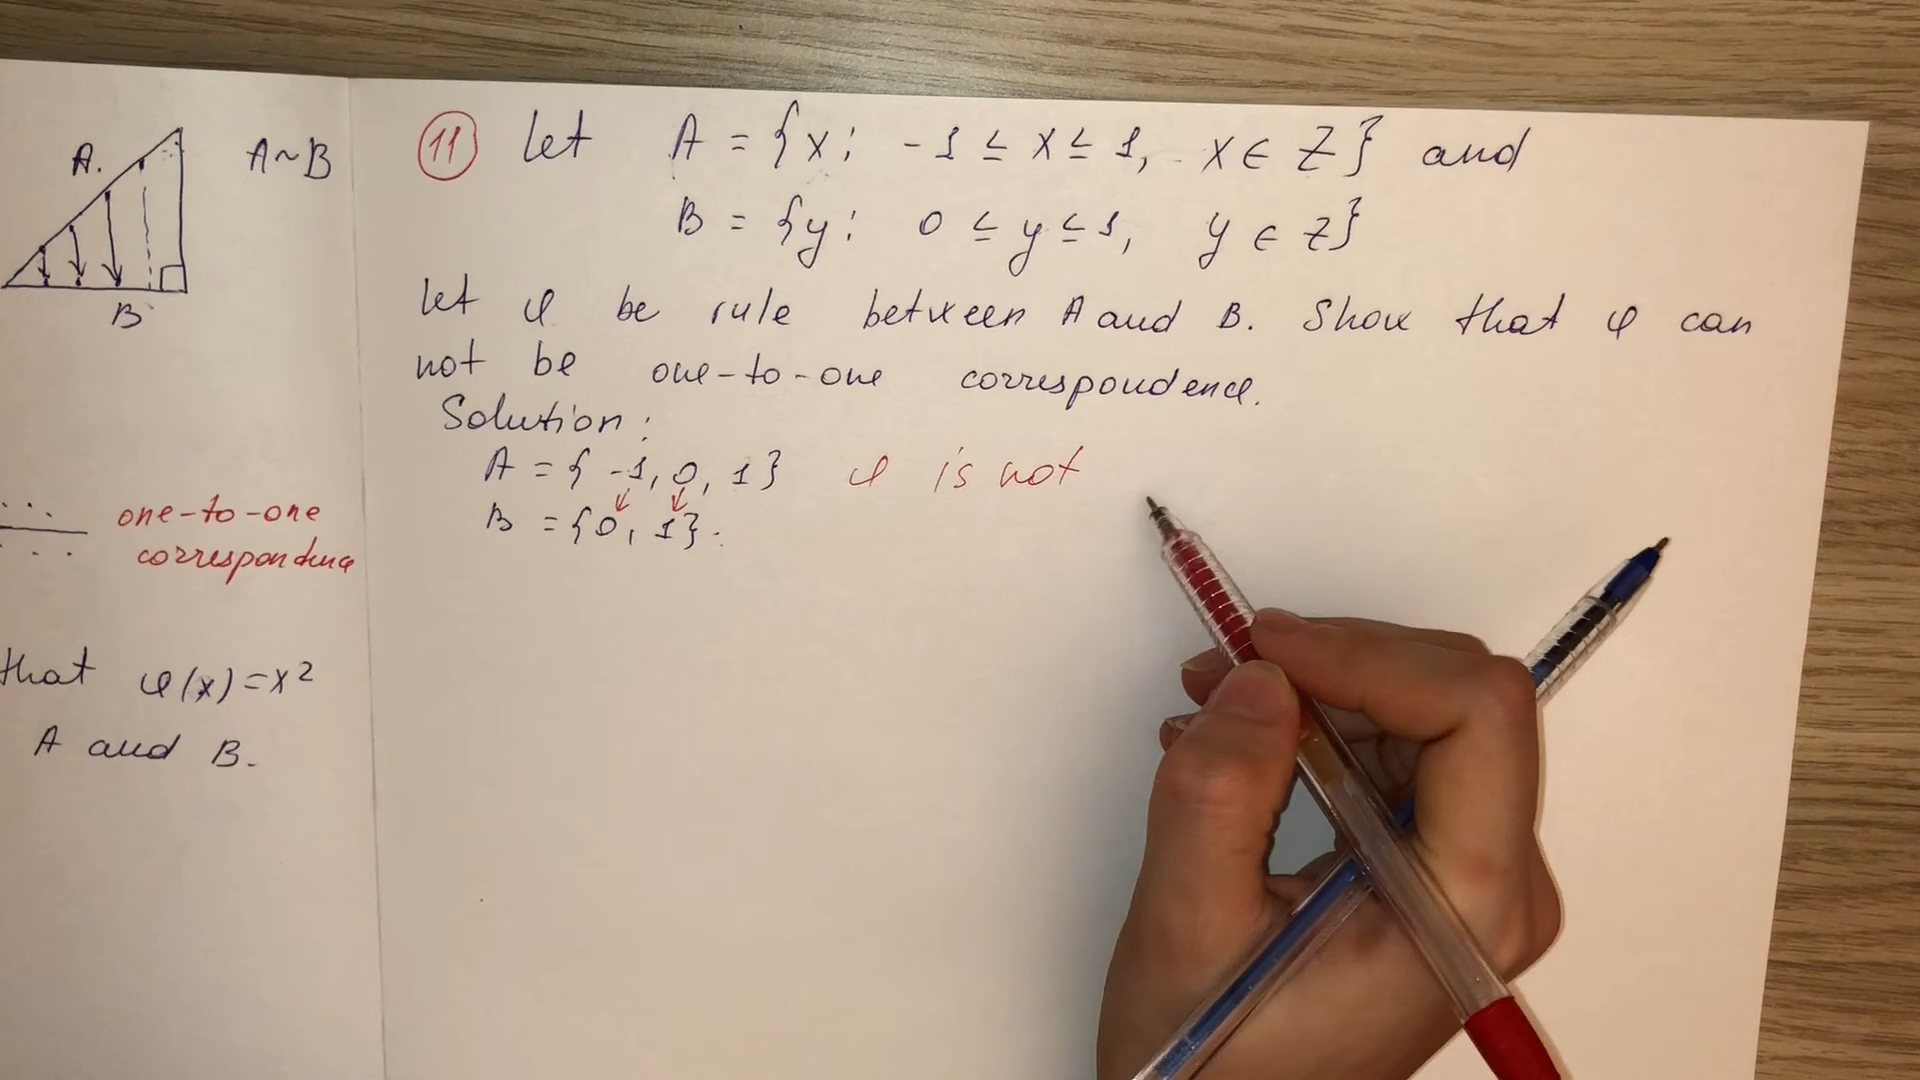 A.
A~B
B
one-to-one
correspondence
that φ(x)=x²
A and B.
11 Let A = {x: -1 ≤ x ≤ 1, x ∈ Z} and
B = {y: 0 ≤ y ≤ 1, y ∈ Z}
Let φ be rule between A and B. Show that φ can
not be one-to-one correspondence.
Solution:
A = {-1, 0, 1} φ is not
B = {0, 1}.